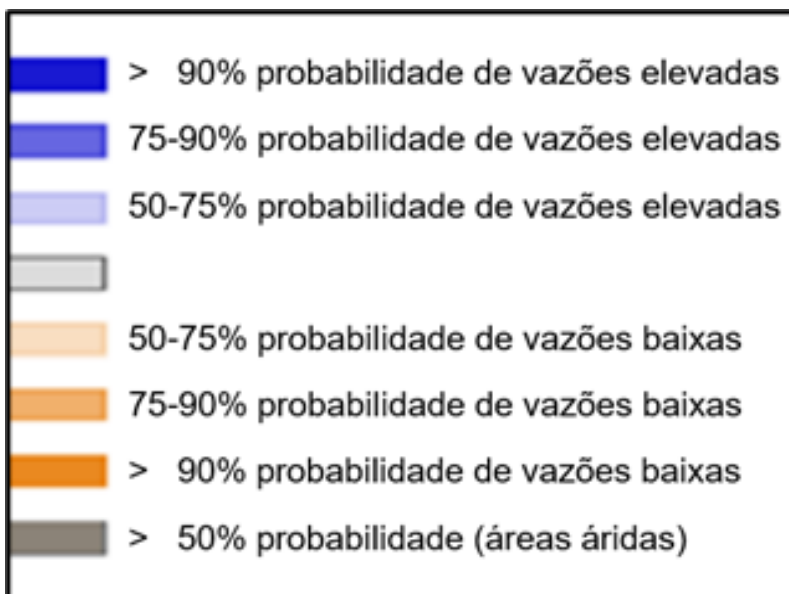 > 90% probabilidade de vazões elevadas
75-90% probabilidade de vazões elevadas
50-75% probabilidade de vazões elevadas
50-75% probabilidade de vazões baixas
75-90% probabilidade de vazões baixas
> 90% probabilidade de vazões baixas
> 50% probabilidade (áreas áridas)